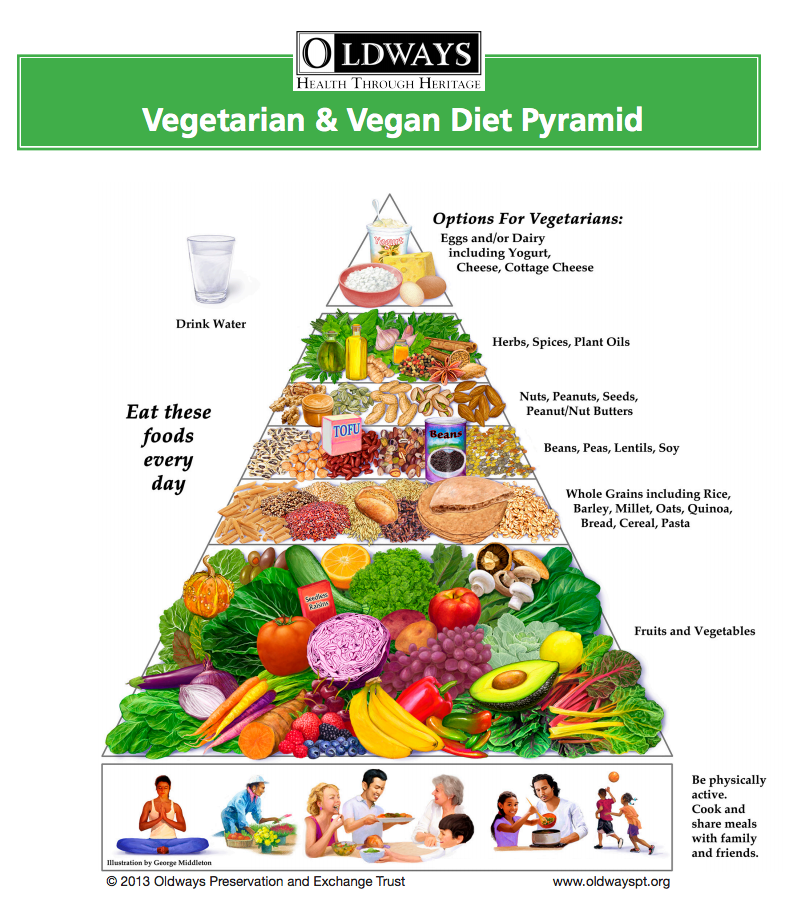 OLDWAYS
HEALTH THROUGH HERITAGE
Vegetarian & Vegan Diet Pyramid
Options For Vegetarians:
Eggs and/or Dairy
including Yogurt,
Cheese, Cottage Cheese
Yogurt
Drink Water
Herbs, Spices, Plant Oils
Eat these
foods
every
day
Nuts, Peanuts, Seeds,
Peanut/Nut Butters
TOFU
Beans
Beans, Peas, Lentils, Soy
Whole Grains including Rice,
Barley, Millet, Oats, Quinoa,
Bread, Cereal, Pasta
Seedless
Raisins
Fruits and Vegetables
Be physically
active.
Cook and
share meals
with family
and friends.
Illustration by George Middleton
© 2013 Oldways Preservation and Exchange Trust
www.oldwayspt.org